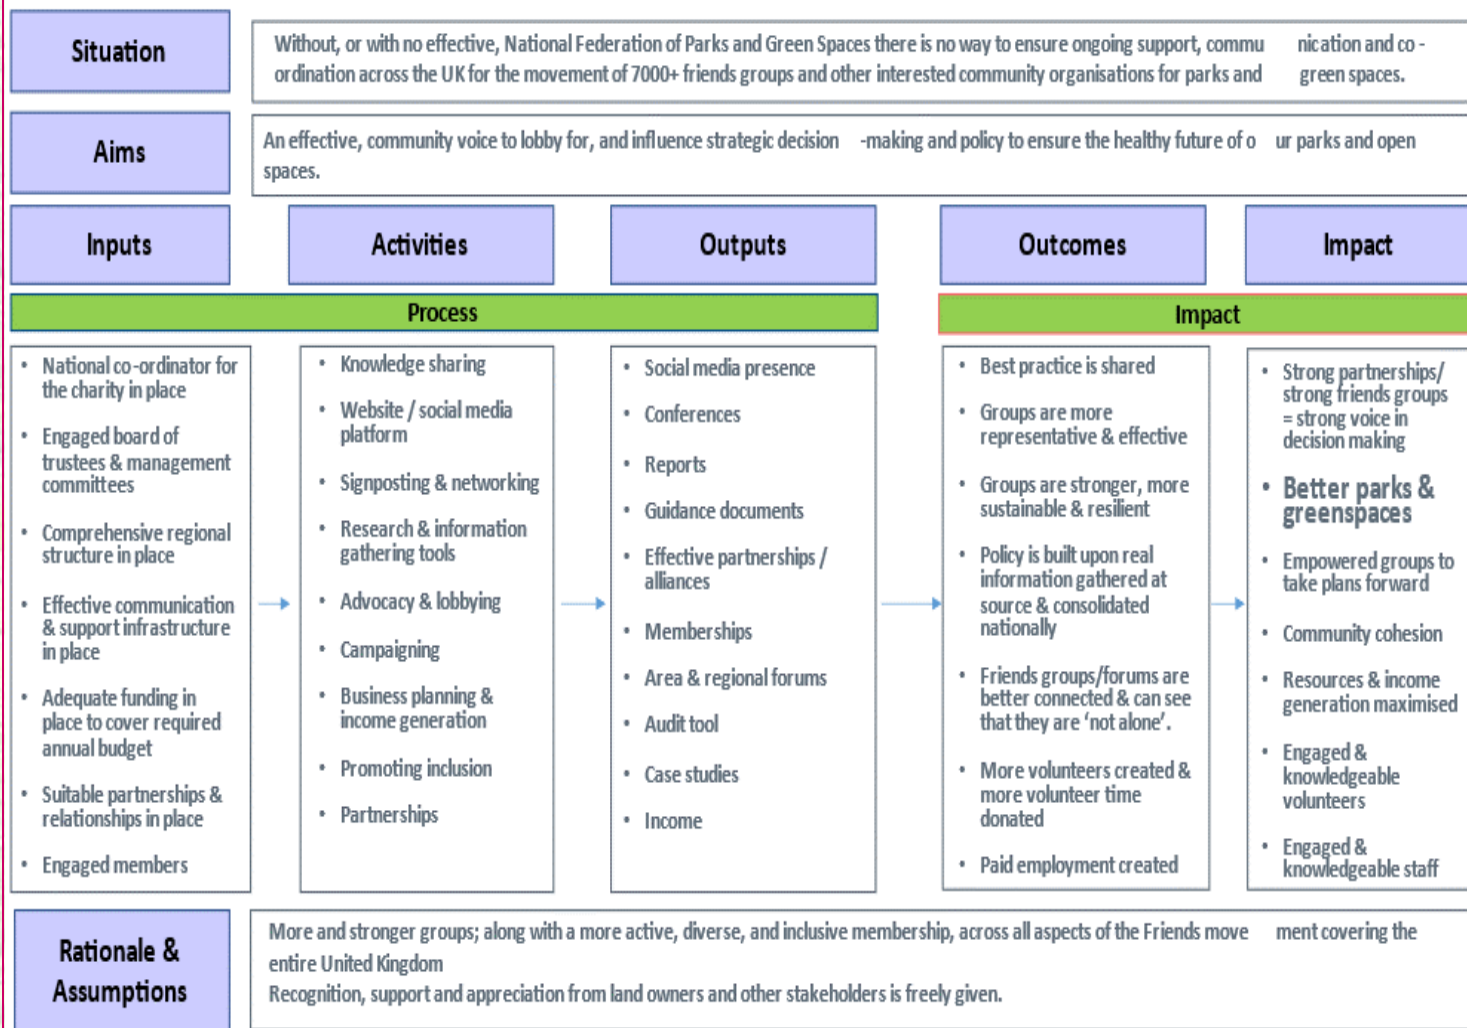 Situation
Without, or with no effective, National Federation of Parks and Green Spaces there is no way to ensure ongoing support, commu nication and co -
ordination across the UK for the movement of 7000+ friends groups and other interested community organisations for parks and green spaces.
Aims
An effective, community voice to lobby for, and influence strategic decision -making and policy to ensure the healthy future of o ur parks and open
spaces.
Inputs
Activities
Outputs
Outcomes
Impact
Process
Impact
• National co-ordinator for
the charity in place
• Engaged board of
trustees & management
committees
• Comprehensive regional
structure in place
• Effective communication
& support infrastructure
in place
• Adequate funding in
place to cover required
annual budget
• Suitable partnerships &
relationships in place
• Engaged members
• Knowledge sharing
• Website / social media
platform
• Signposting & networking
• Research & information
gathering tools
• Advocacy & lobbying
• Campaigning
• Business planning &
income generation
• Promoting inclusion
• Partnerships
• Social media presence
• Conferences
• Reports
• Guidance documents
• Effective partnerships /
alliances
• Memberships
• Area & regional forums
• Audit tool
• Case studies
• Income
• Best practice is shared
• Groups are more
representative & effective
• Groups are stronger, more
sustainable & resilient
• Policy is built upon real
information gathered at
source & consolidated
nationally
• Friends groups/forums are
better connected & can see
that they are ‘not alone’.
• More volunteers created &
more volunteer time
donated
• Paid employment created
• Strong partnerships/
strong friends groups
= strong voice in
decision making
• Better parks &
greenspaces
• Empowered groups to
take plans forward
• Community cohesion
• Resources & income
generation maximised
• Engaged &
knowledgeable
volunteers
• Engaged &
knowledgeable staff
Rationale &
Assumptions
More and stronger groups; along with a more active, diverse, and inclusive membership, across all aspects of the Friends move ment covering the
entire United Kingdom
Recognition, support and appreciation from land owners and other stakeholders is freely given.